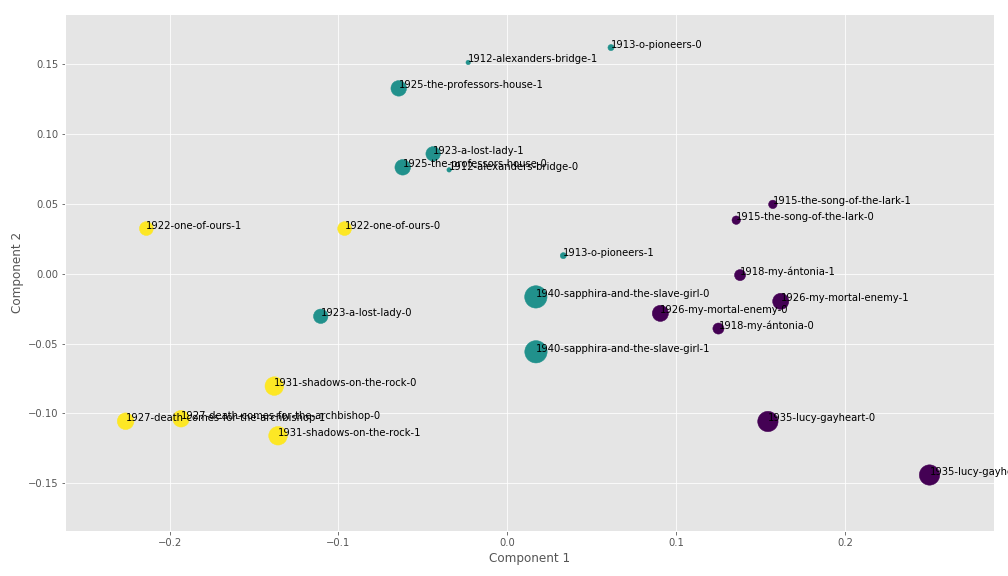 1913-o-pioneers-0
1912-alexanders-bridge-1
1925-the-professors-house-1
1923-a-lost-lady-1
1925-the-professors-house-0
1912-alexanders-bridge-0
1915-the-song-of-the-lark-1
1915-the-song-of-the-lark-0
1922-one-of-ours-1
1922-one-of-ours-0
1913-o-pioneers-1
1918-my-ántonia-1
1940-sapphira-and-the-slave-girl-0
1926-my-mortal-enemy-1
1926-my-mortal-enemy-0
1923-a-lost-lady-0
1918-my-ántonia-0
1940-sapphira-and-the-slave-girl-1
1931-shadows-on-the-rock-0
1927-death-comes-for-the-archbishop-0
1927-death-comes-for-the-archbishop-1
1935-lucy-gayheart-0
1931-shadows-on-the-rock-1
1935-lucy-gayhe
0.15
0.10
0.05
0.00
−0.05
−0.10
−0.15
Component 2
−0.2 −0.1 0.0 0.1 0.2
Component 1